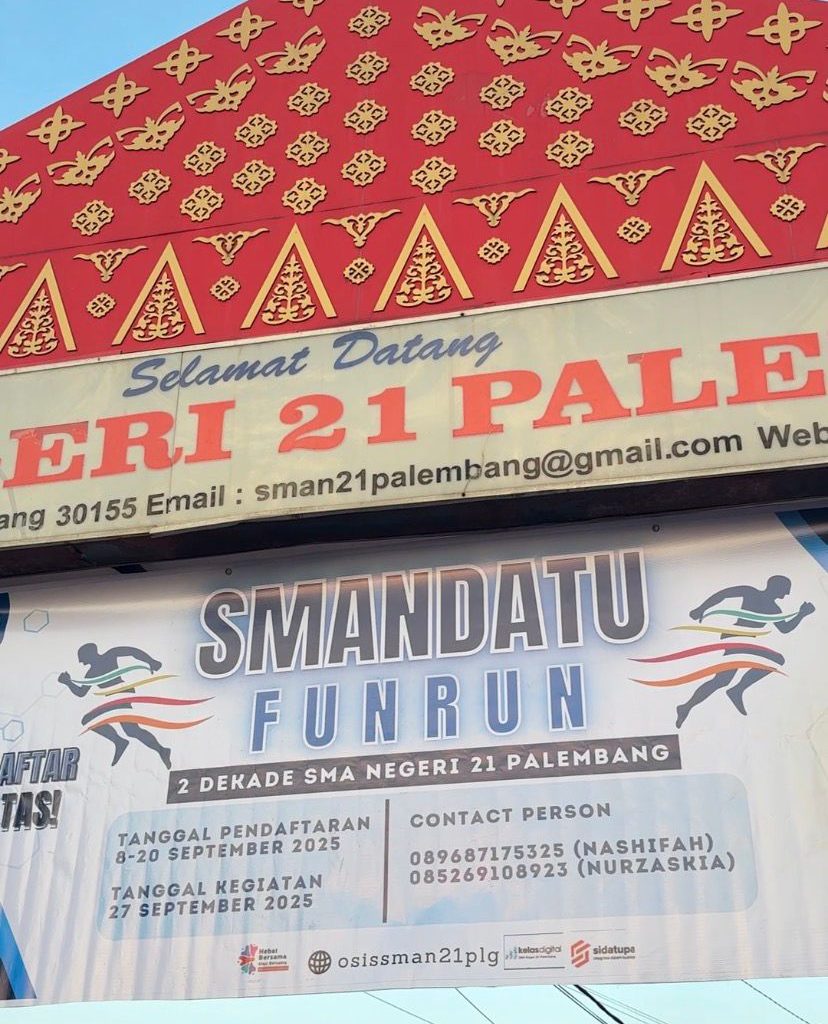 Selamat Datang
ERI 21 PALE
ang 30155 Email : sman21palembang@gmail.com Web
SMANDATU
FUNRUN
2 DEKADE SMA NEGERI 21 PALEMBANG
AFTAR
TAS!
TANGGAL PENDAFTARAN
8-20 SEPTEMBER 2025
TANGGAL KEGIATAN
27 SEPTEMBER 2025
CONTACT PERSON
089687175325 (NASHIFAH)
085269108923 (NURZASKIA)
Hebat
Bersama
osissman21plg
kelasdigital
sidatupa